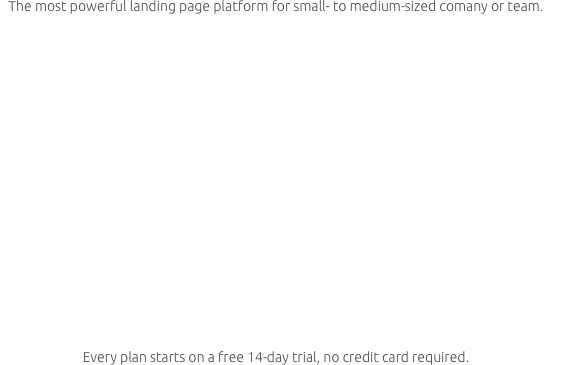 The most powerful landing page platform for small- to medium-sized comany or team.
Every plan starts on a free 14-day trial, no credit card required.